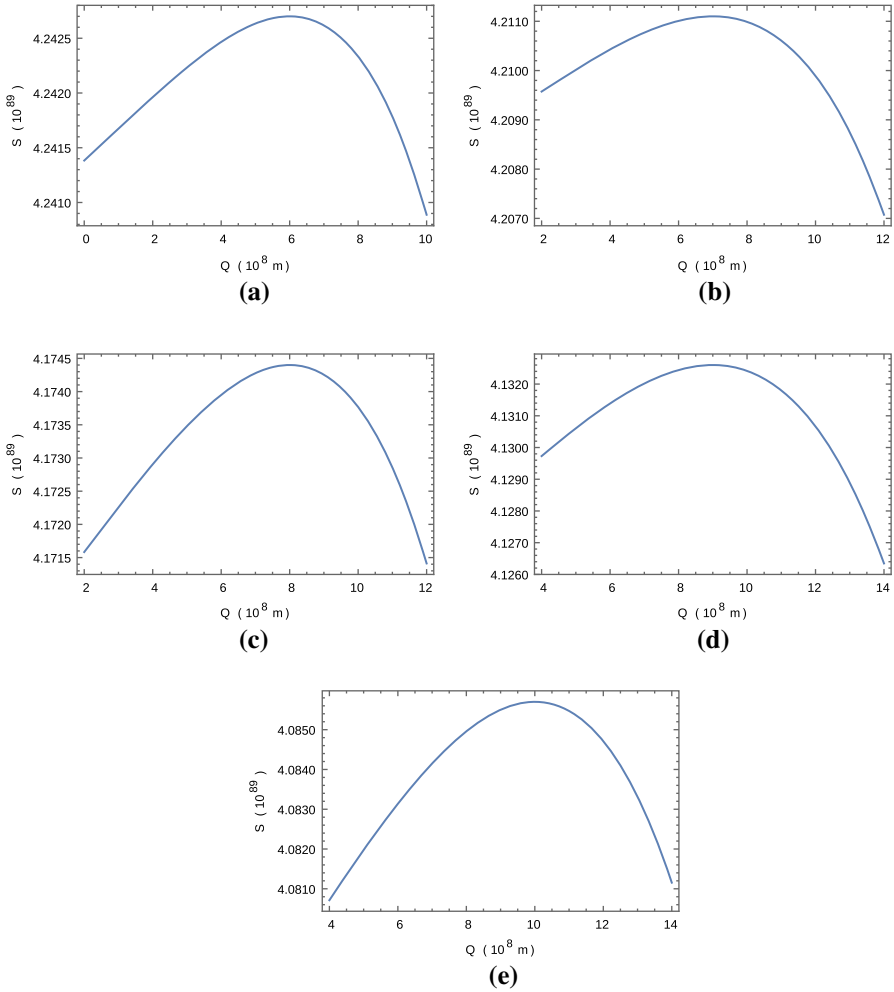 4.2425
4.2420
4.2415
4.2410
S (10^89)
0 2 4 6 8 10
Q (10^8 m)
(a)
4.2110
4.2100
4.2090
4.2080
4.2070
S (10^89)
2 4 6 8 10 12
Q (10^8 m)
(b)
4.1745
4.1740
4.1735
4.1730
4.1725
4.1720
4.1715
S (10^89)
2 4 6 8 10 12
Q (10^8 m)
(c)
4.1320
4.1310
4.1300
4.1290
4.1280
4.1270
4.1260
S (10^89)
4 6 8 10 12 14
Q (10^8 m)
(d)
4.0850
4.0840
4.0830
4.0820
4.0810
S (10^89)
4 6 8 10 12 14
Q (10^8 m)
(e)